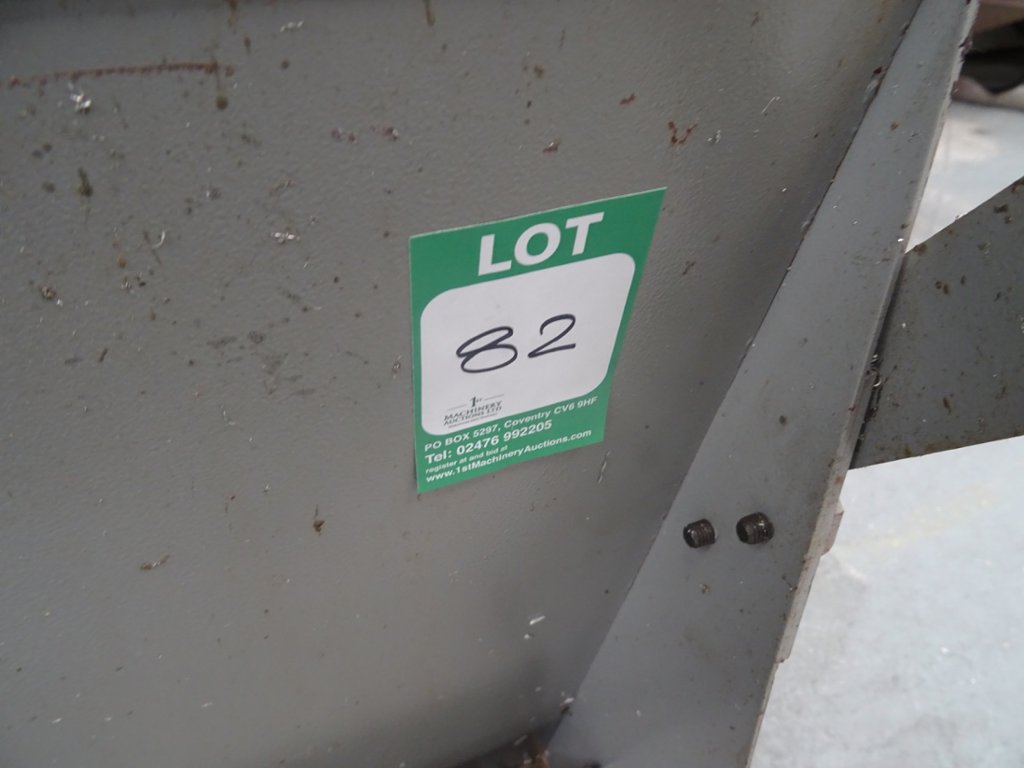 LOT
82
1ST
MACHINERY
AUCTIONS LTD
PO BOX 5297, Coventry CV6 9HF
Tel: 02476 992205
register at and bid at
www.1stMachineryAuctions.com